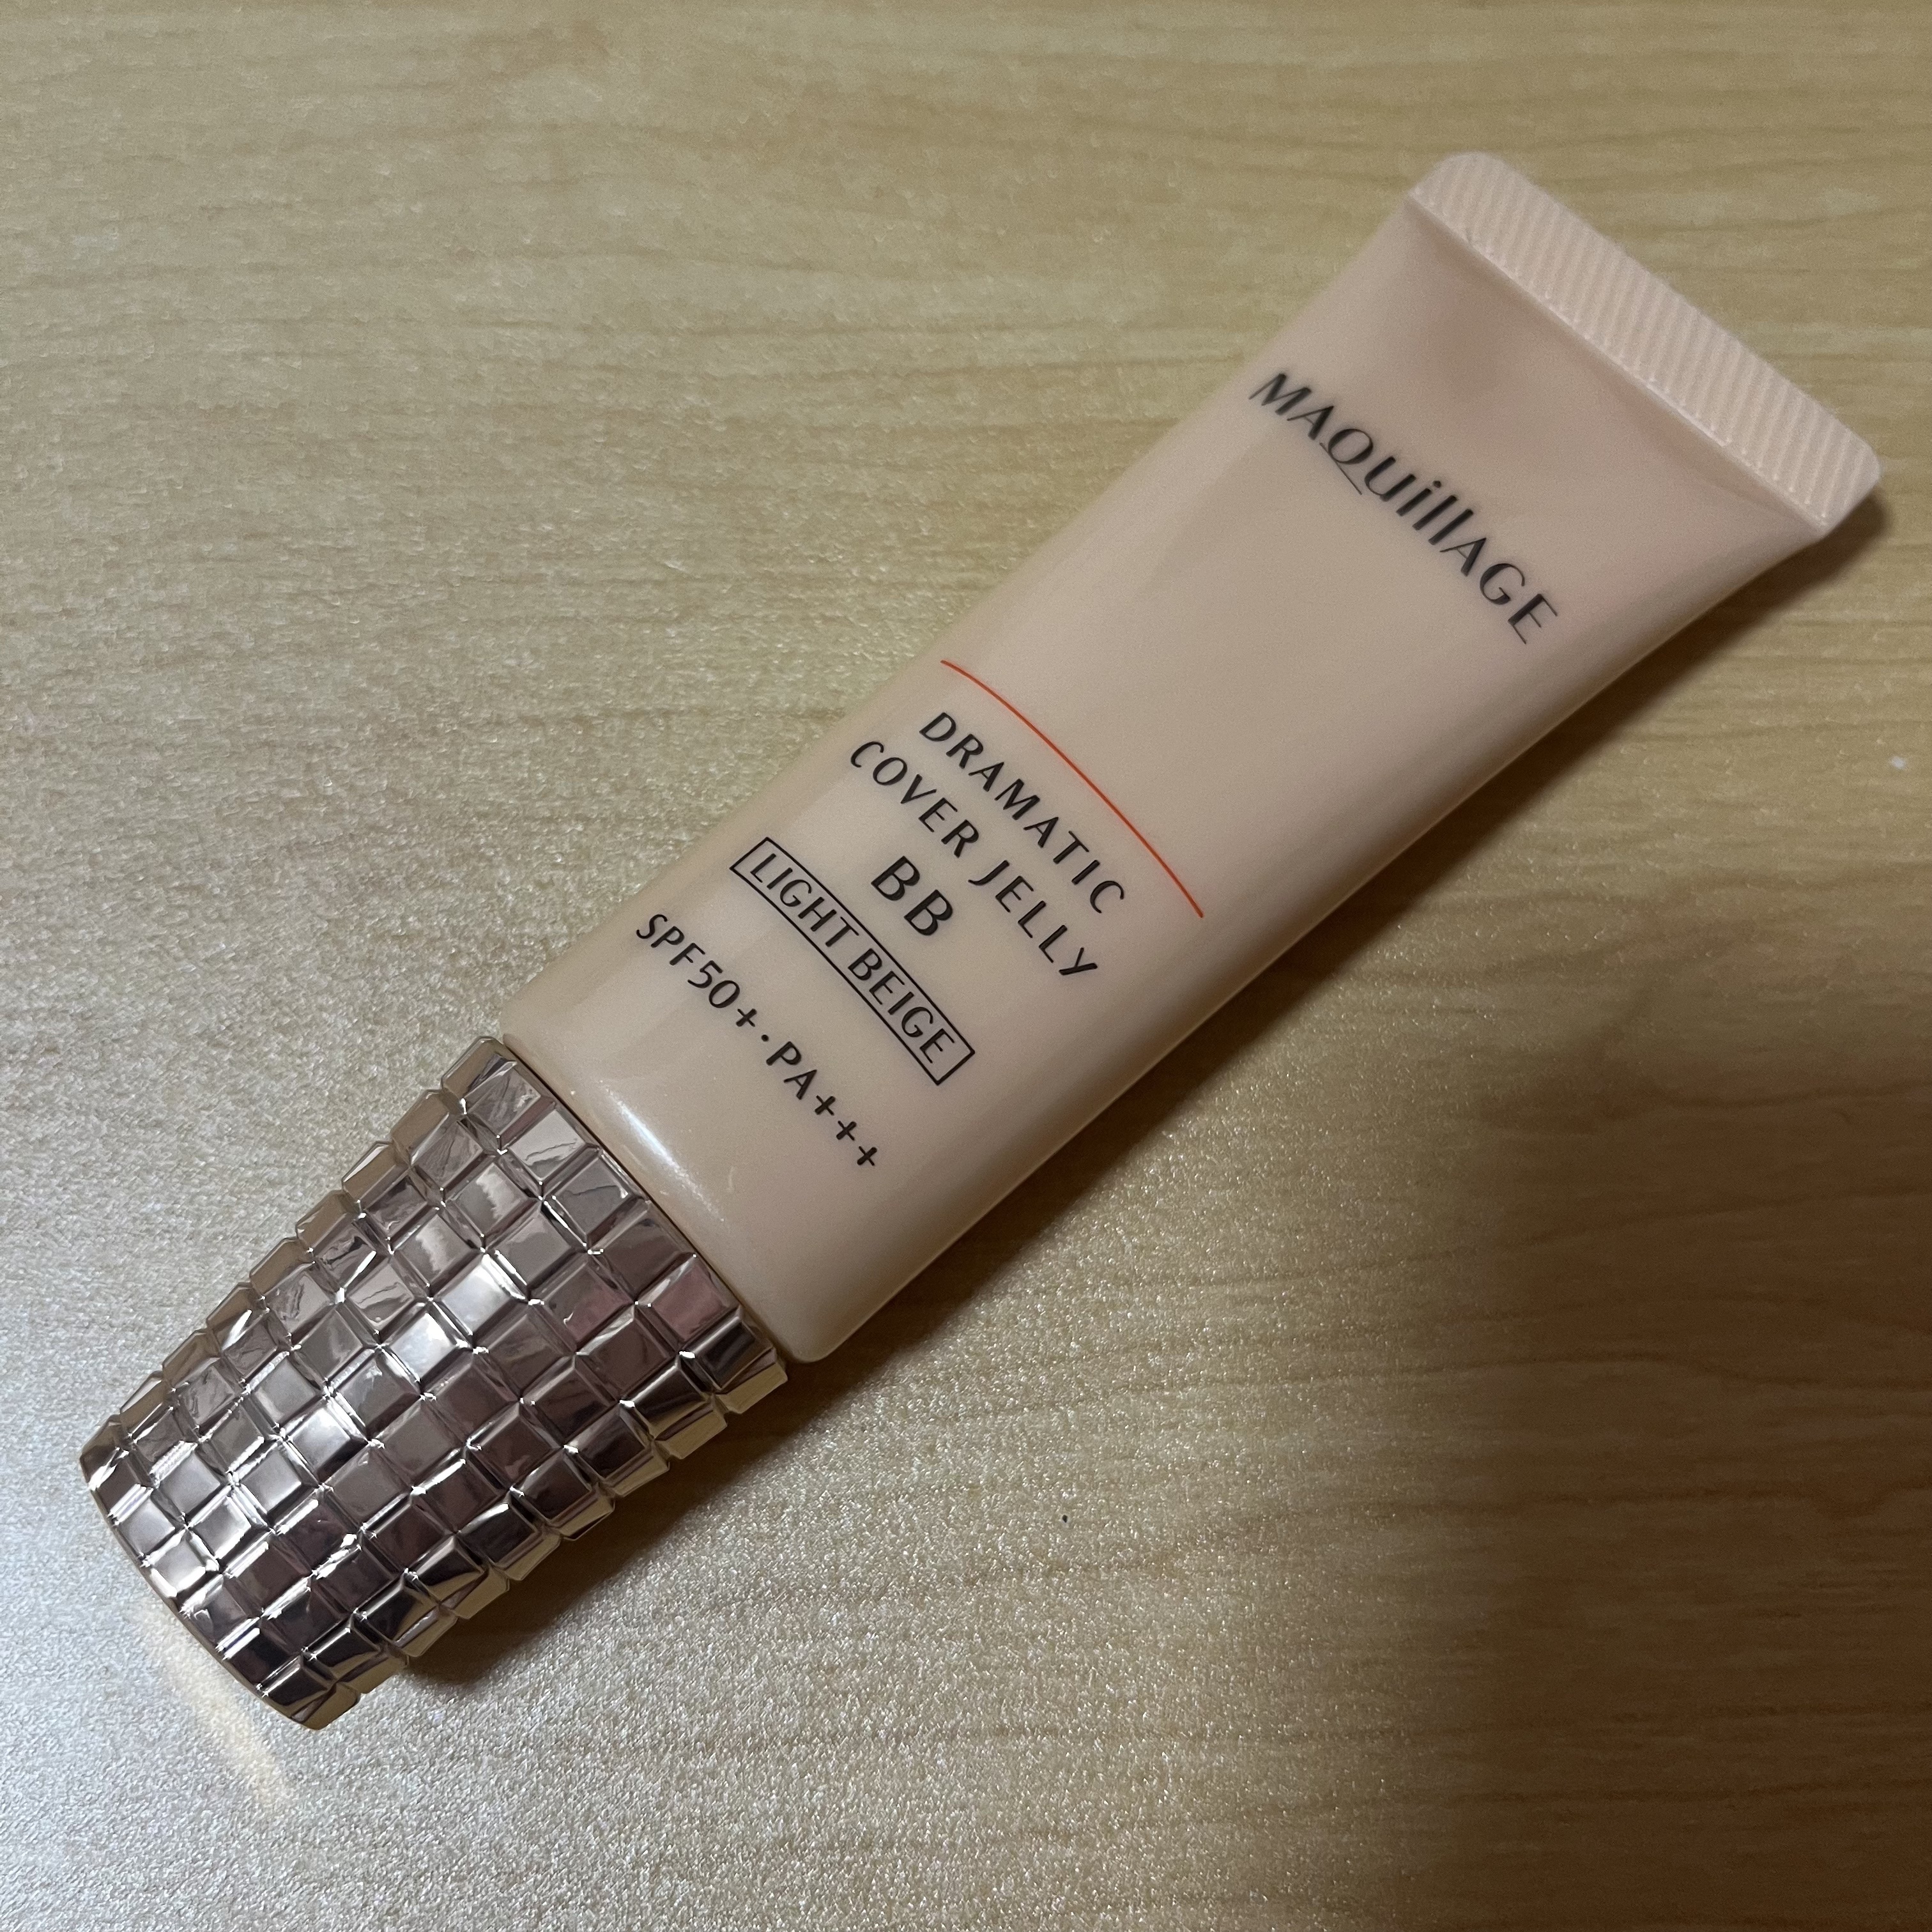 MAQuillAGE
DRAMATIC
COVER JELLY
BB
LIGHT BEIGE
SPF50+・PA+++